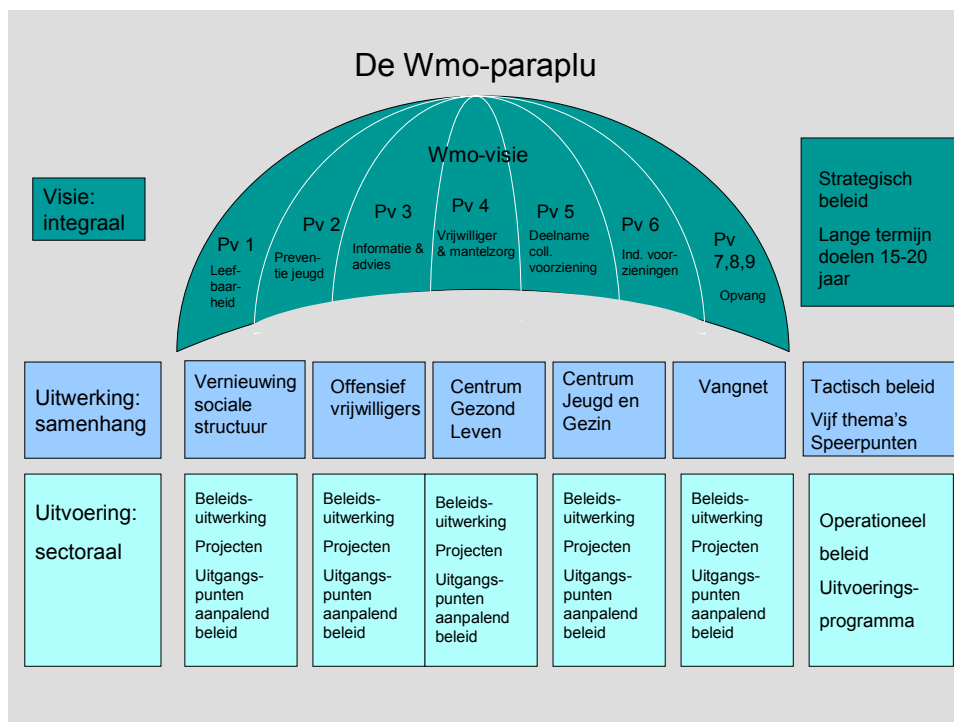 De Wmo-paraplu
Wmo-visie
Visie:
integraal
Pv 1
Leef-
baar-
heid
Pv 2
Preven-
tie jeugd
Pv 3
Informatie &
advies
Pv 4
Vrijwilliger
& mantelzorg
Pv 5
Deelname
coll.
voorziening
Pv 6
Ind. voor-
zieningen
Pv
7,8,9
Opvang
Strategisch
beleid
Lange termijn
doelen 15-20
jaar
Uitwerking:
samenhang
Vernieuwing
sociale
structuur
Offensief
vrijwilligers
Centrum
Gezond
Leven
Centrum
Jeugd en
Gezin
Vangnet
Tactisch beleid
Vijf thema's
Speerpunten
Uitvoering:
sectoraal
Beleids-
uitwerking
Projecten
Uitgangs-
punten
aanpalend
beleid
Beleids-
uitwerking
Projecten
Uitgangs-
punten
aanpalend
beleid
Beleids-
uitwerking
Projecten
Uitgangs-
punten
aanpalend
beleid
Beleids-
uitwerking
Projecten
Uitgangs-
punten
aanpalend
beleid
Beleids-
uitwerking
Projecten
Uitgangs-
punten
aanpalend
beleid
Operationeel
beleid
Uitvoerings-
programma